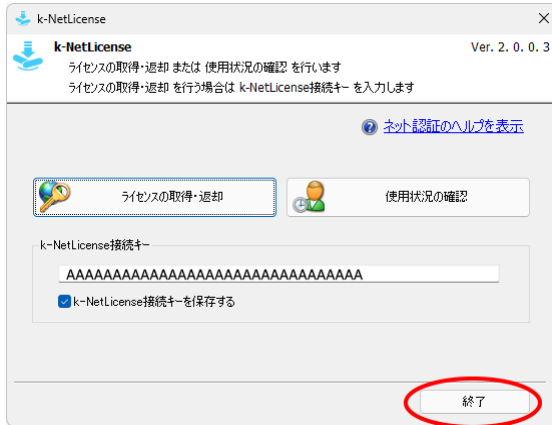 k-NetLicense
k-NetLicense
Ver. 2. 0. 0. 3
ライセンスの取得・返却 または 使用状況の確認 を行います
ライセンスの取得・返却 を行う場合は k-NetLicense接続キー を入力します
ネット認証のヘルプを表示
ライセンスの取得・返却
使用状況の確認
k-NetLicense接続キー
AAAAAAAAAAAAAAAAAAAAAAAAAAAAAAAAA
k-NetLicense接続キーを保存する
終了